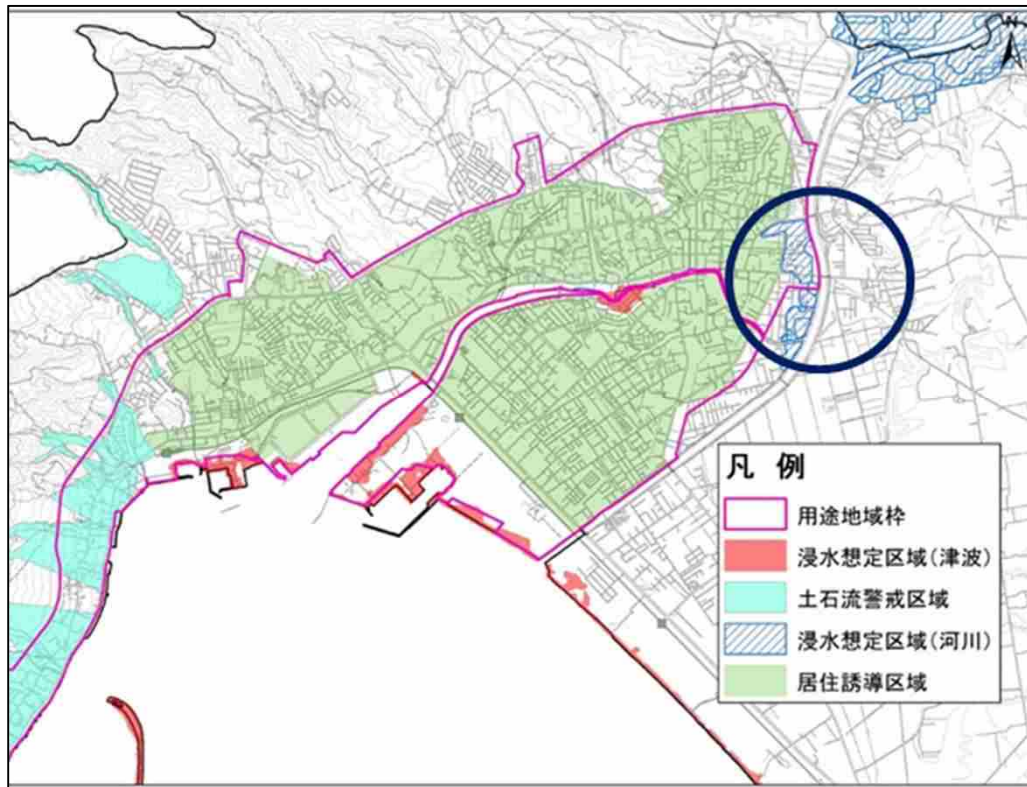 N
凡 例
用途地域枠
浸水想定区域(津波)
土石流警戒区域
浸水想定区域(河川)
居住誘導区域